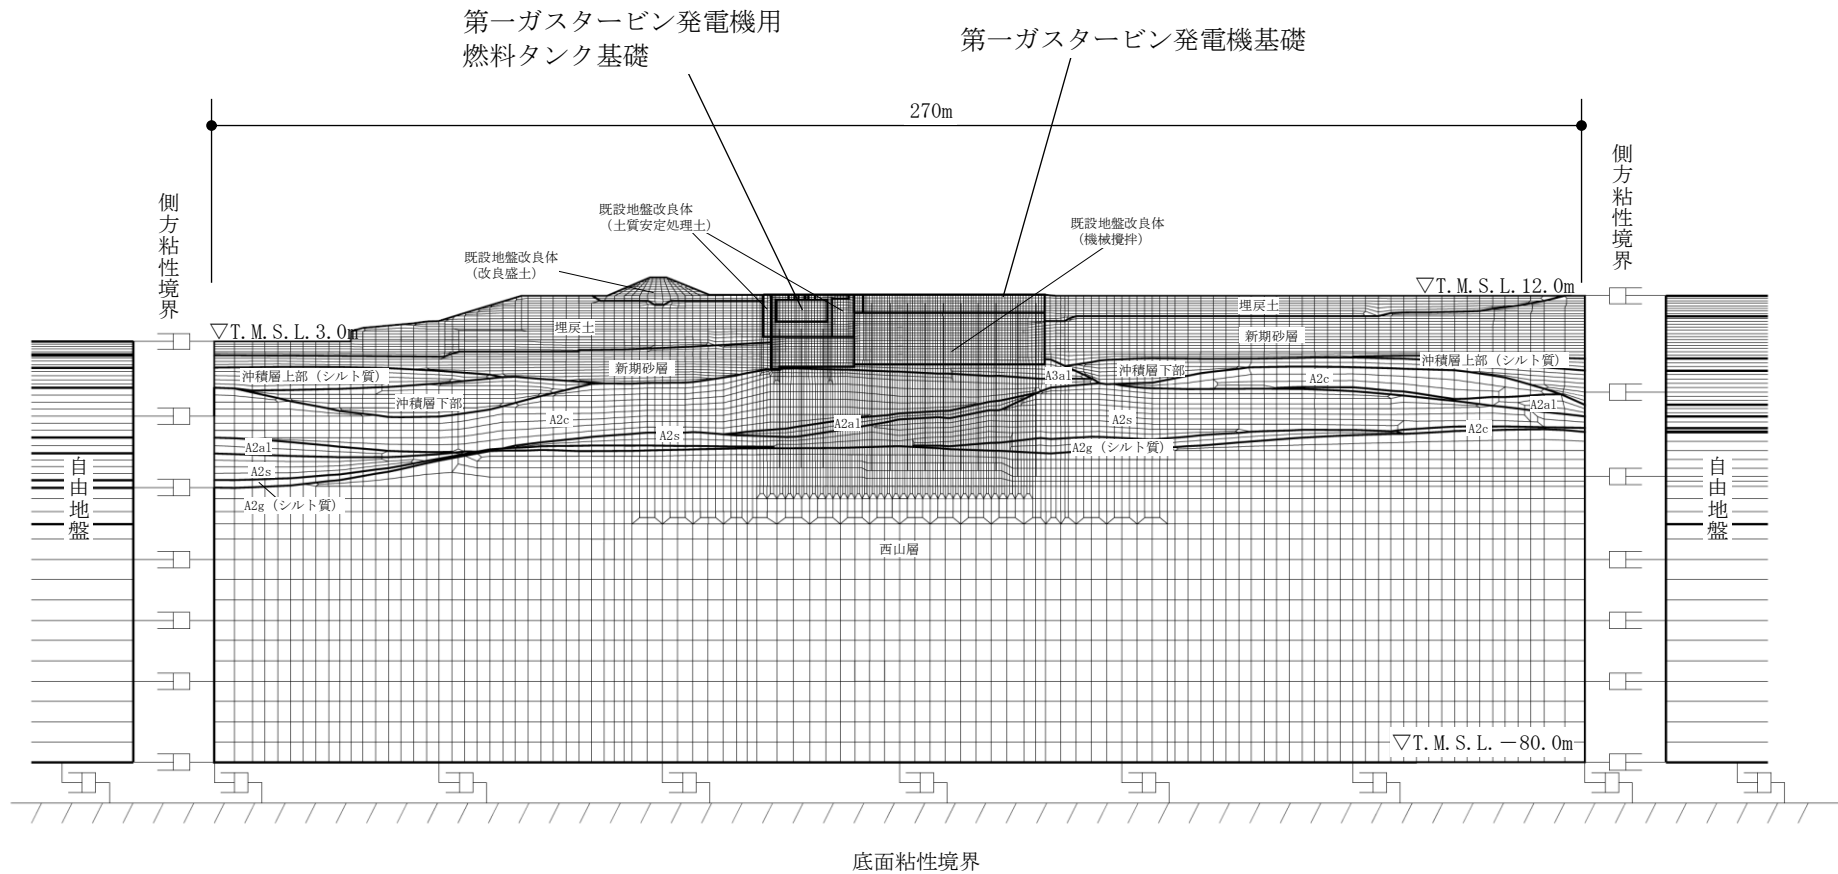 第一ガスタービン発電機用
燃料タンク基礎
第一ガスタービン発電機基礎
270m
側方粘性境界
側方粘性境界
既設地盤改良体
（土質安定処理土）
既設地盤改良体
（機械攪拌）
既設地盤改良体
（改良盛土）
▽T.M.S.L.12.0m
▽T.M.S.L.3.0m
埋戻土
埋戻土
新期砂層
新期砂層
沖積層上部（シルト質）
沖積層上部（シルト質）
沖積層下部
沖積層下部
A3a1
A2c
A2c
A2a1
A2a1
A2s
A2s
A2c
A2a1
A2g（シルト質）
A2s
A2g（シルト質）
自由地盤
自由地盤
西山層
▽T.M.S.L.－80.0m
底面粘性境界